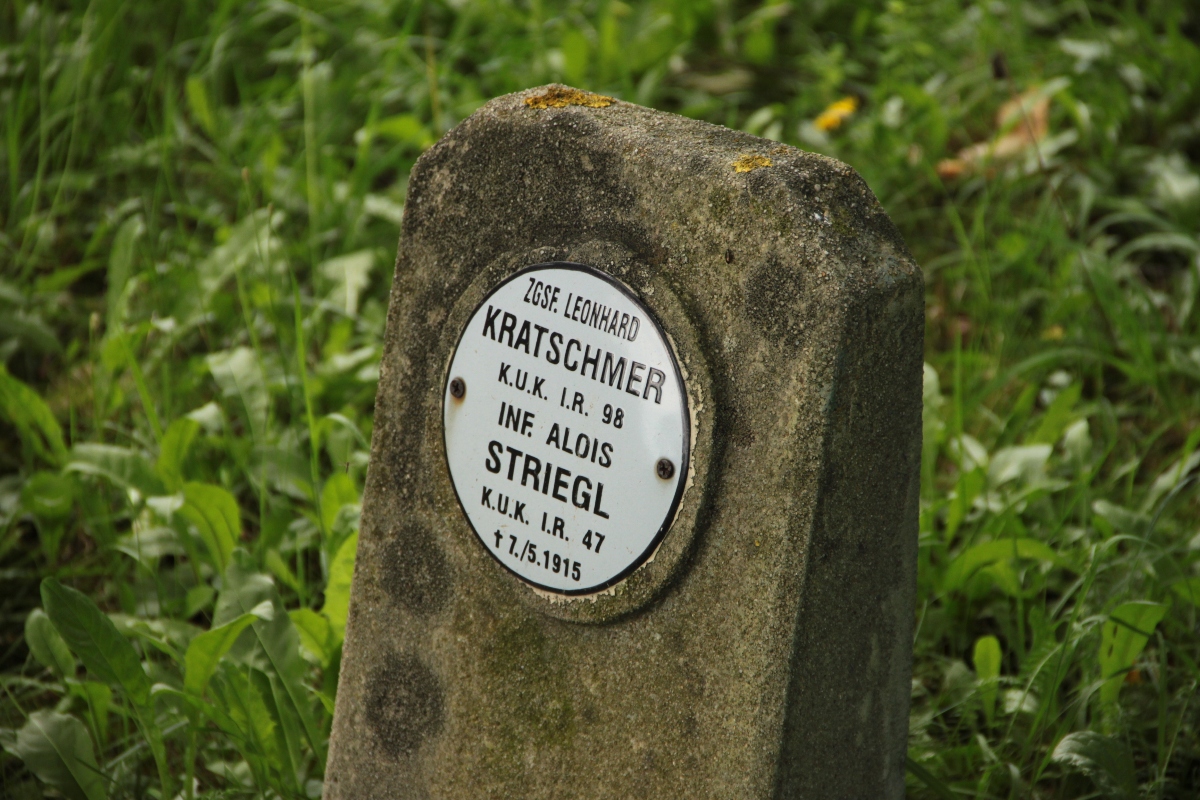 ZGSF. LEONHARD
KRATSCHMER
K.U.K. I.R. 98
INF. ALOIS
STRIEGL
K.U.K. I.R. 47
† 7./5.1915